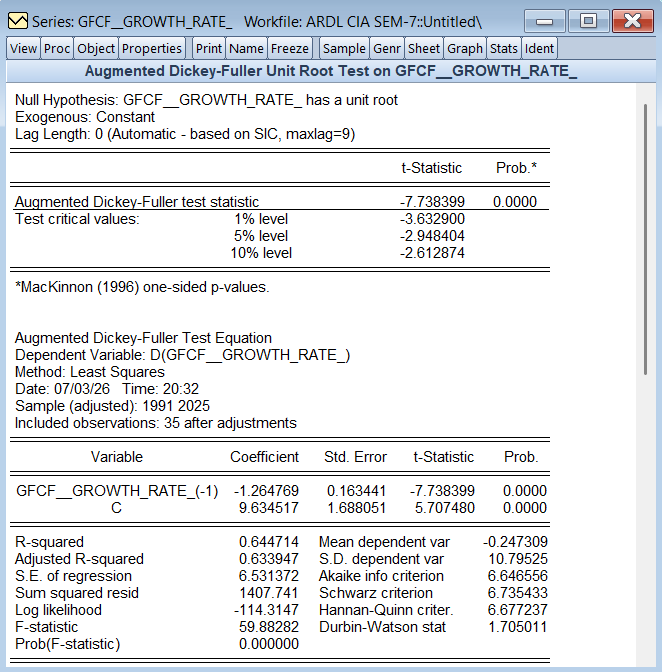 Series: GFCF__GROWTH_RATE_ Workfile: ARDL CIA SEM-7::Untitled\
View Proc Object Properties Print Name Freeze Sample Genr Sheet Graph Stats Ident
Augmented Dickey-Fuller Unit Root Test on GFCF__GROWTH_RATE_
Null Hypothesis: GFCF__GROWTH_RATE_ has a unit root
Exogenous: Constant
Lag Length: 0 (Automatic - based on SIC, maxlag=9)
t-Statistic Prob.*
Augmented Dickey-Fuller test statistic -7.738399 0.0000
Test critical values: 1% level -3.632900
5% level -2.948404
10% level -2.612874
*MacKinnon (1996) one-sided p-values.
Augmented Dickey-Fuller Test Equation
Dependent Variable: D(GFCF__GROWTH_RATE_)
Method: Least Squares
Date: 07/03/26 Time: 20:32
Sample (adjusted): 1991 2025
Included observations: 35 after adjustments
Variable Coefficient Std. Error t-Statistic Prob.
GFCF__GROWTH_RATE_(-1) -1.264769 0.163441 -7.738399 0.0000
C 9.634517 1.688051 5.707480 0.0000
R-squared 0.644714 Mean dependent var -0.247309
Adjusted R-squared 0.633947 S.D. dependent var 10.79525
S.E. of regression 6.531372 Akaike info criterion 6.646556
Sum squared resid 1407.741 Schwarz criterion 6.735433
Log likelihood -114.3147 Hannan-Quinn criter. 6.677237
F-statistic 59.88282 Durbin-Watson stat 1.705011
Prob(F-statistic) 0.000000